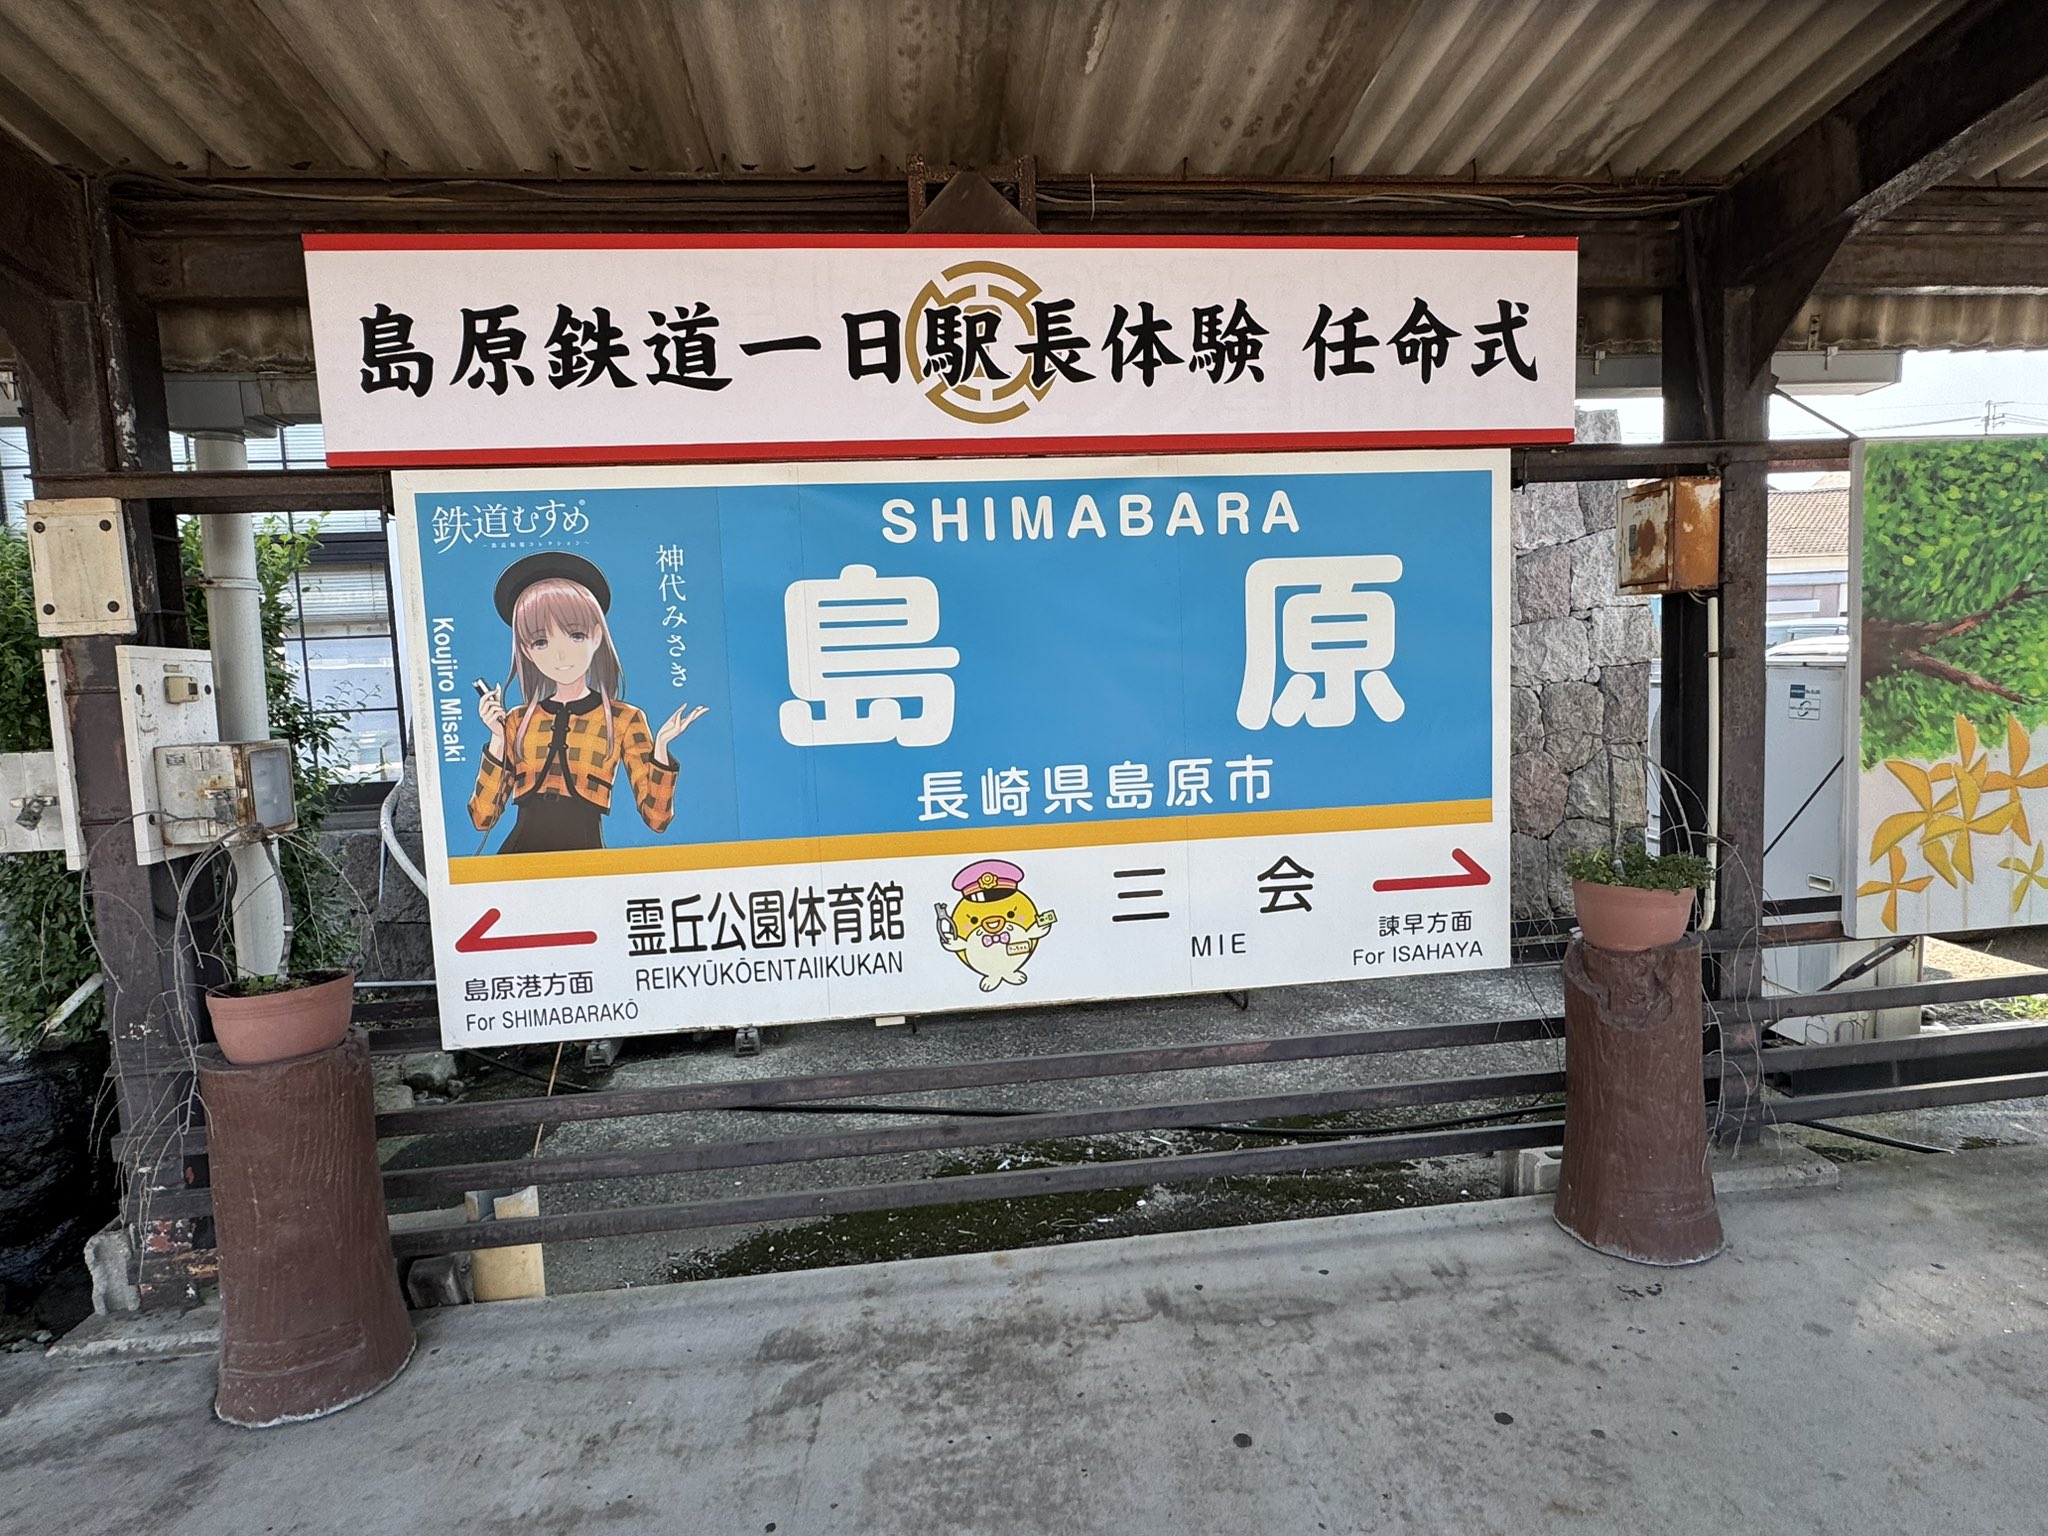 島原鉄道一日駅長体験 任命式
鉄道むすめ
神代みさき
Koujiro Misaki
SHIMABARA
島 原
長崎県島原市
霊丘公園体育館
REIKYŪKŌENTAIIKUKAN
島原港方面
For SHIMABARAKŌ
三 会
MIE
諫早方面
For ISAHAYA